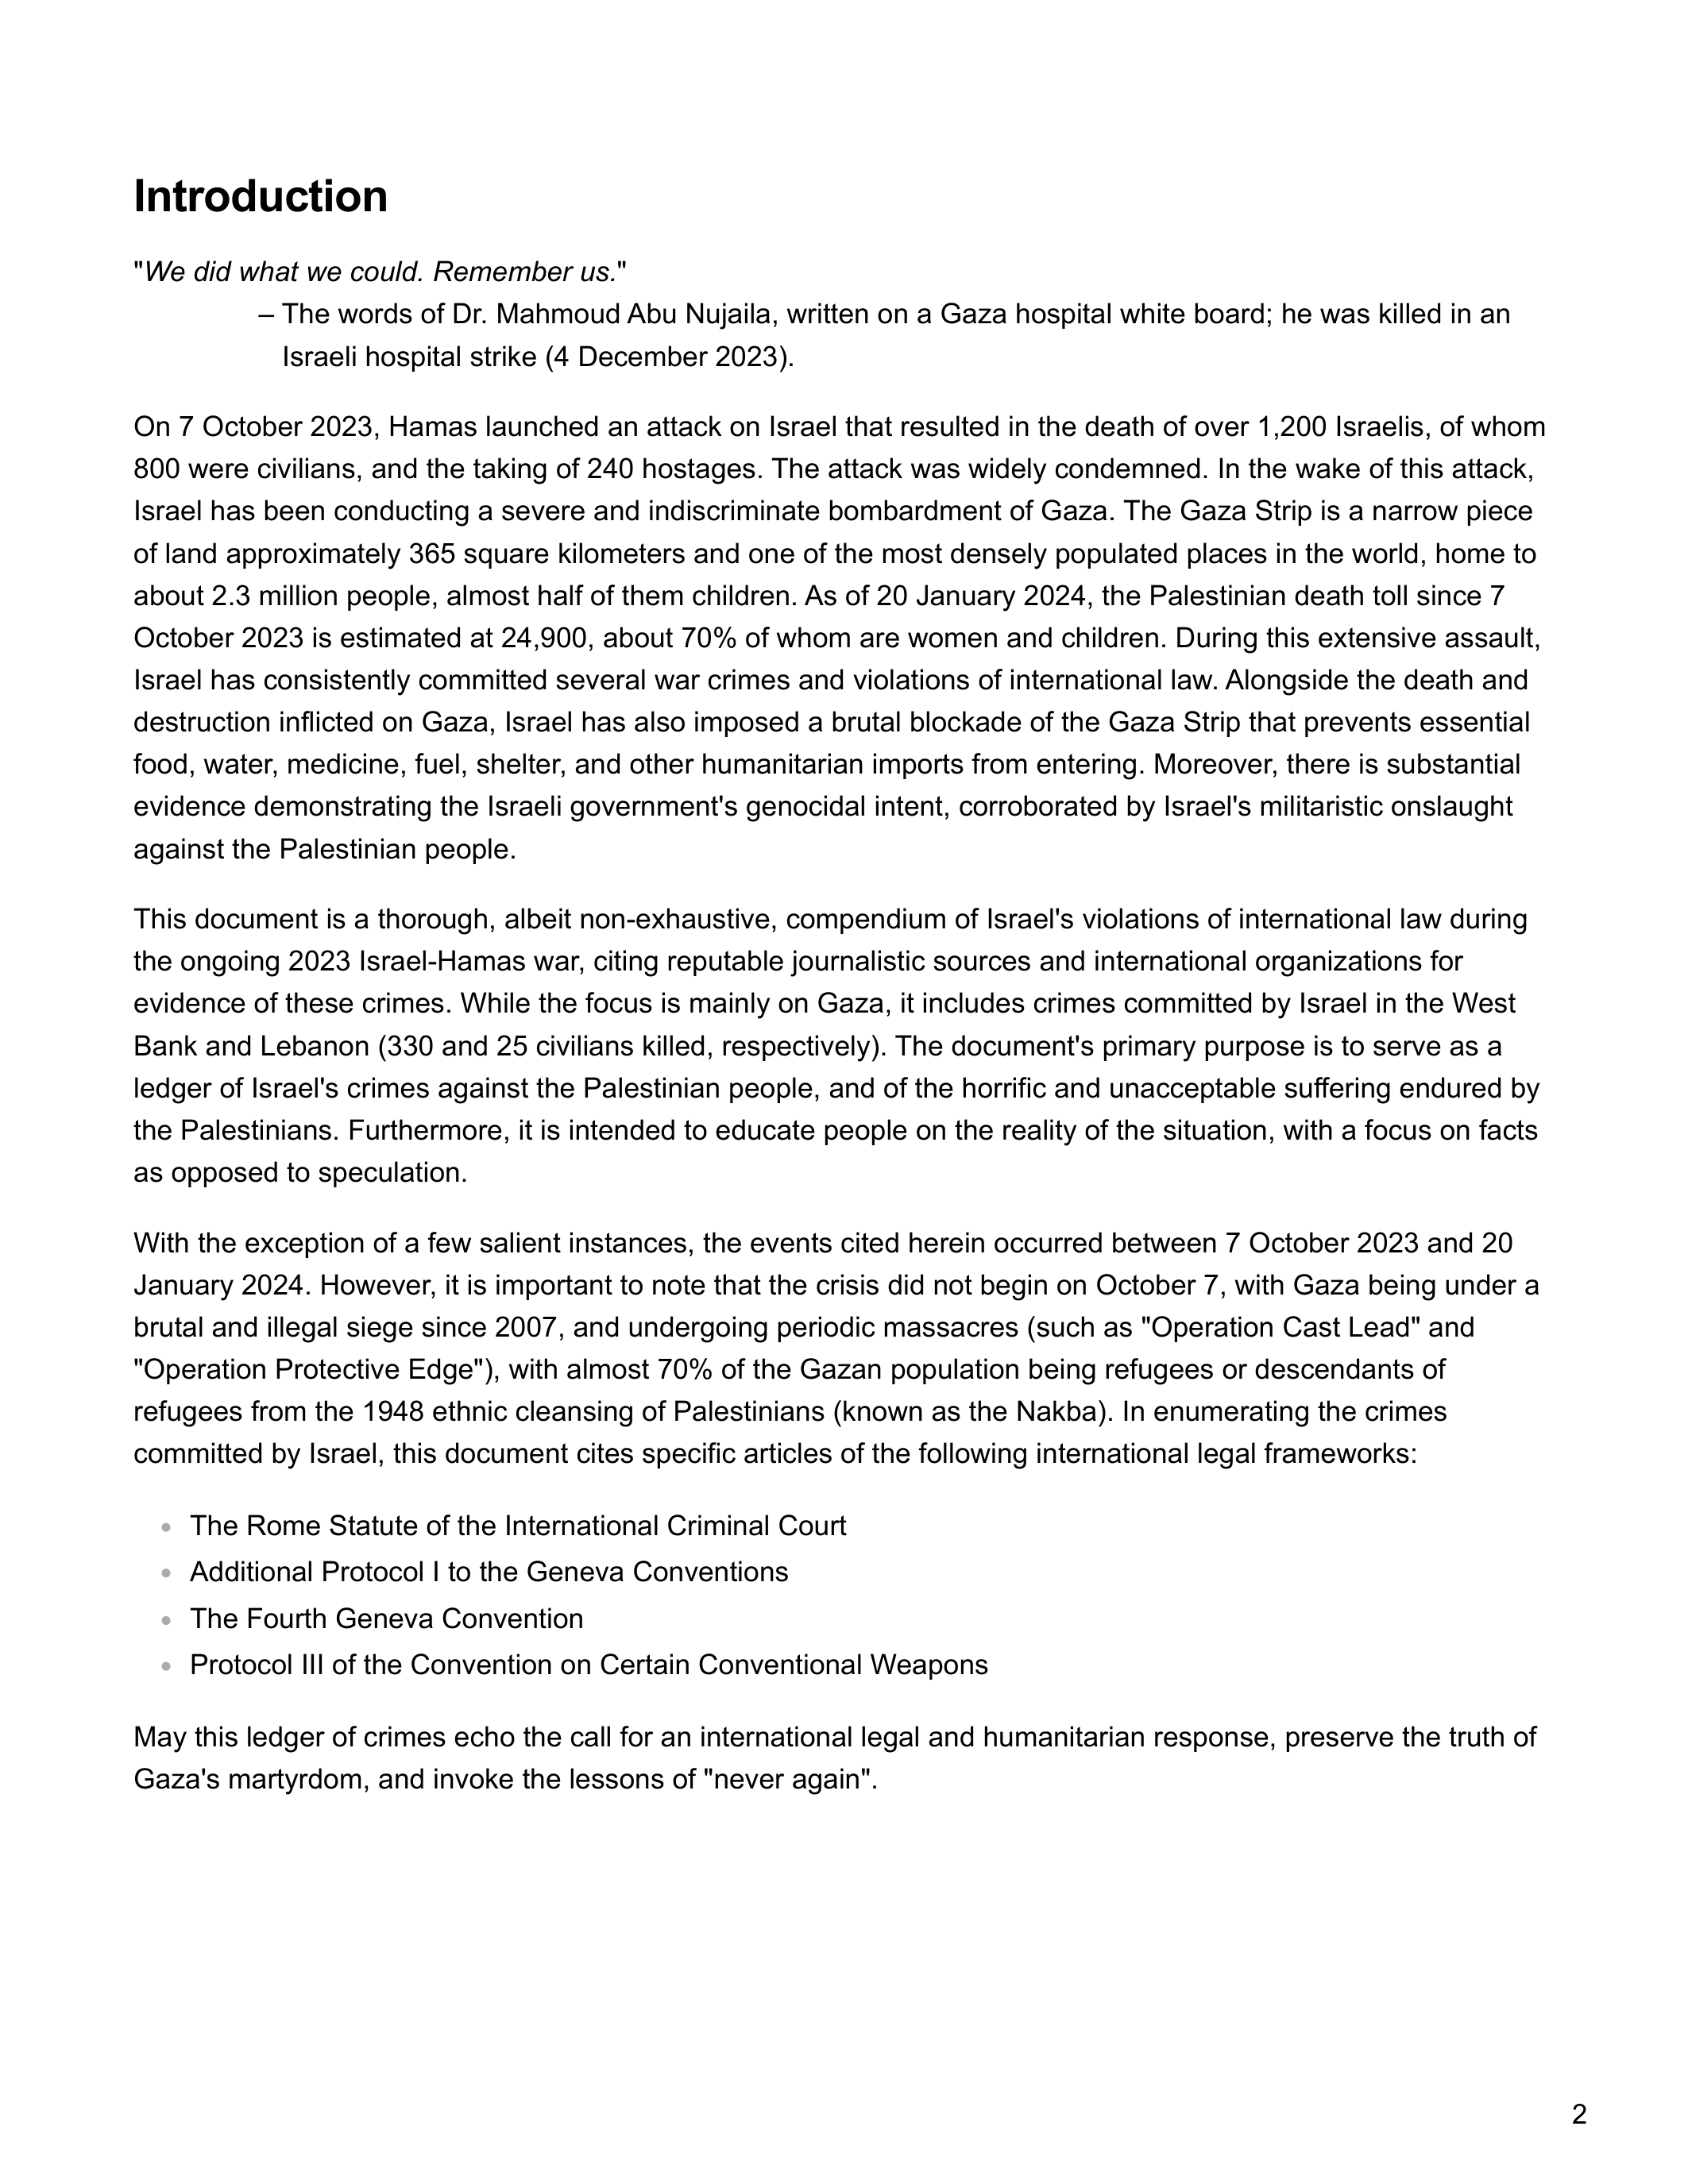 Introduction
"We did what we could. Remember us."
– The words of Dr. Mahmoud Abu Nujaila, written on a Gaza hospital white board; he was killed in an
Israeli hospital strike (4 December 2023).
On 7 October 2023, Hamas launched an attack on Israel that resulted in the death of over 1,200 Israelis, of whom
800 were civilians, and the taking of 240 hostages. The attack was widely condemned. In the wake of this attack,
Israel has been conducting a severe and indiscriminate bombardment of Gaza. The Gaza Strip is a narrow piece
of land approximately 365 square kilometers and one of the most densely populated places in the world, home to
about 2.3 million people, almost half of them children. As of 20 January 2024, the Palestinian death toll since 7
October 2023 is estimated at 24,900, about 70% of whom are women and children. During this extensive assault,
Israel has consistently committed several war crimes and violations of international law. Alongside the death and
destruction inflicted on Gaza, Israel has also imposed a brutal blockade of the Gaza Strip that prevents essential
food, water, medicine, fuel, shelter, and other humanitarian imports from entering. Moreover, there is substantial
evidence demonstrating the Israeli government's genocidal intent, corroborated by Israel's militaristic onslaught
against the Palestinian people.
This document is a thorough, albeit non-exhaustive, compendium of Israel's violations of international law during
the ongoing 2023 Israel-Hamas war, citing reputable journalistic sources and international organizations for
evidence of these crimes. While the focus is mainly on Gaza, it includes crimes committed by Israel in the West
Bank and Lebanon (330 and 25 civilians killed, respectively). The document's primary purpose is to serve as a
ledger of Israel's crimes against the Palestinian people, and of the horrific and unacceptable suffering endured by
the Palestinians. Furthermore, it is intended to educate people on the reality of the situation, with a focus on facts
as opposed to speculation.
With the exception of a few salient instances, the events cited herein occurred between 7 October 2023 and 20
January 2024. However, it is important to note that the crisis did not begin on October 7, with Gaza being under a
brutal and illegal siege since 2007, and undergoing periodic massacres (such as "Operation Cast Lead" and
"Operation Protective Edge"), with almost 70% of the Gazan population being refugees or descendants of
refugees from the 1948 ethnic cleansing of Palestinians (known as the Nakba). In enumerating the crimes
committed by Israel, this document cites specific articles of the following international legal frameworks:
• The Rome Statute of the International Criminal Court
• Additional Protocol I to the Geneva Conventions
• The Fourth Geneva Convention
• Protocol III of the Convention on Certain Conventional Weapons
May this ledger of crimes echo the call for an international legal and humanitarian response, preserve the truth of
Gaza's martyrdom, and invoke the lessons of "never again".
2